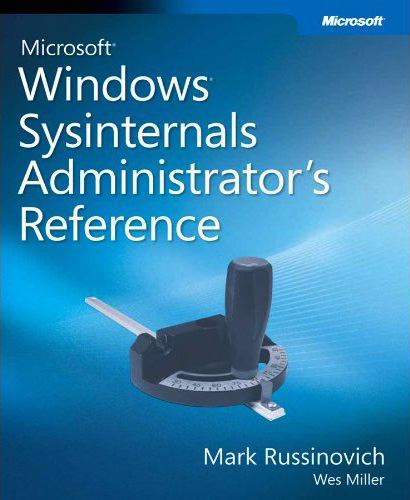 Microsoft
Microsoft®
Windows®
Sysinternals
Administrator's
Reference
Mark Russinovich
Wes Miller